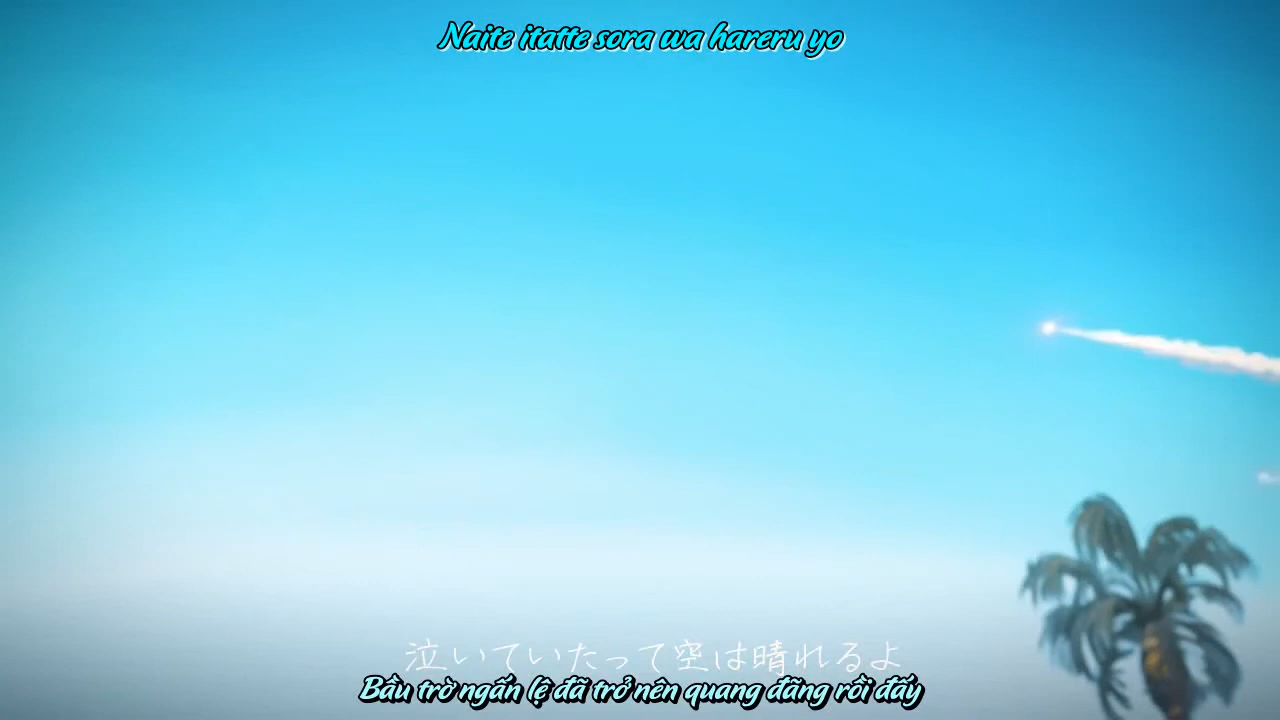 Naite itatte sora wa hareru yo
泣いていたって空は晴れるよ
Bầu trờ ngấn lệ đã trở nên quang đãng rồi đấy